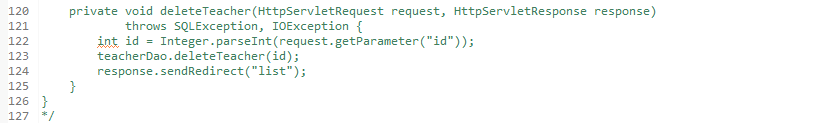 120 private void deleteTeacher(HttpServletRequest request, HttpServletResponse response)
121 throws SQLException, IOException {
122 int id = Integer.parseInt(request.getParameter("id"));
123 teacherDao.deleteTeacher(id);
124 response.sendRedirect("list");
125 }
126 }
127 */